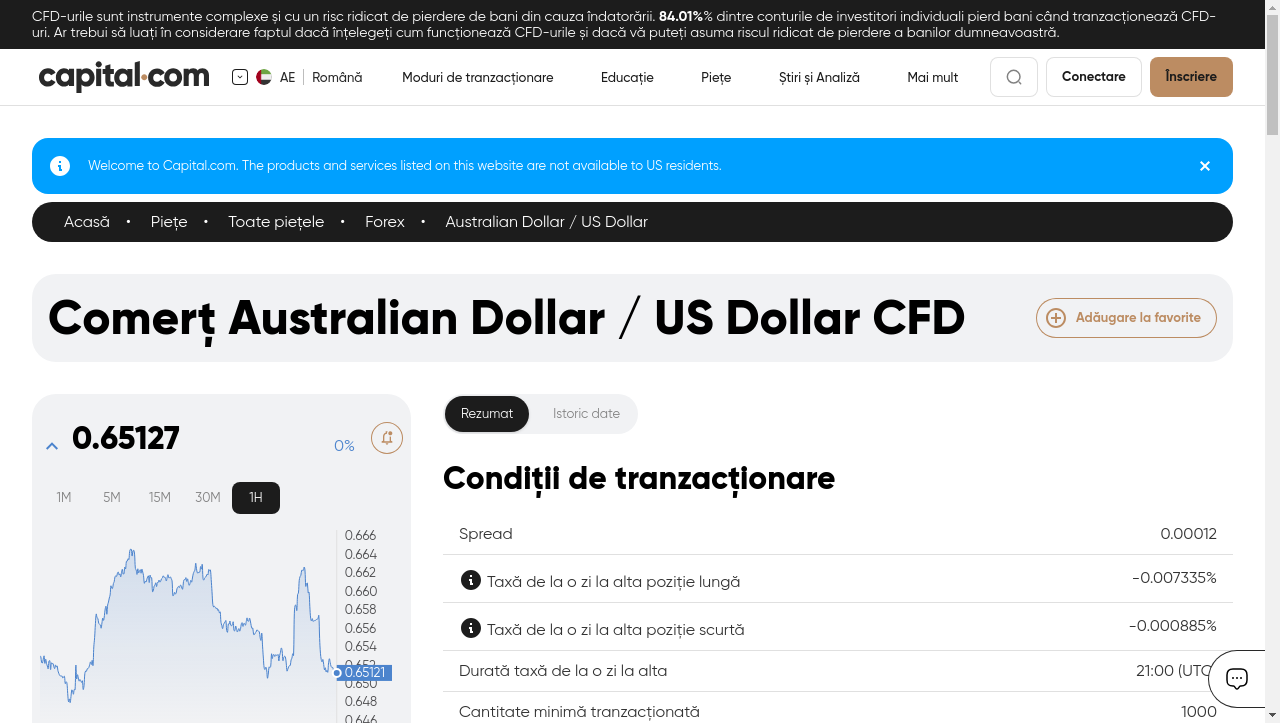 CFD-urile sunt instrumente complexe și cu un risc ridicat de pierdere de bani din cauza îndatorării. 84.01%% dintre conturile de investitori individuali pierd bani când tranzacționează CFD-
uri. Ar trebui să luați în considerare faptul dacă înțelegeți cum funcționează CFD-urile și dacă vă puteți asuma riscul ridicat de pierdere a banilor dumneavoastră.
capital.com
AE
Română
Moduri de tranzacționare
Educație
Piețe
Știri și Analiză
Mai mult
Conectare
Înscriere
Welcome to Capital.com. The products and services listed on this website are not available to US residents.
Acasă • Piețe • Toate piețele • Forex • Australian Dollar / US Dollar
Comerț Australian Dollar / US Dollar CFD
Adăugare la favorite
0.65127
0%
1M
5M
15M
30M
1H
0.666
0.664
0.662
0.660
0.658
0.656
0.654
0.652
0.65121
0.650
0.648
0.646
Rezumat
Istoric date
Condiții de tranzacționare
Spread 0.00012
Taxă de la o zi la alta poziție lungă -0.007335%
Taxă de la o zi la alta poziție scurtă -0.000885%
Durată taxă de la o zi la alta 21:00 (UTC)
Cantitate minimă tranzacționată 1000